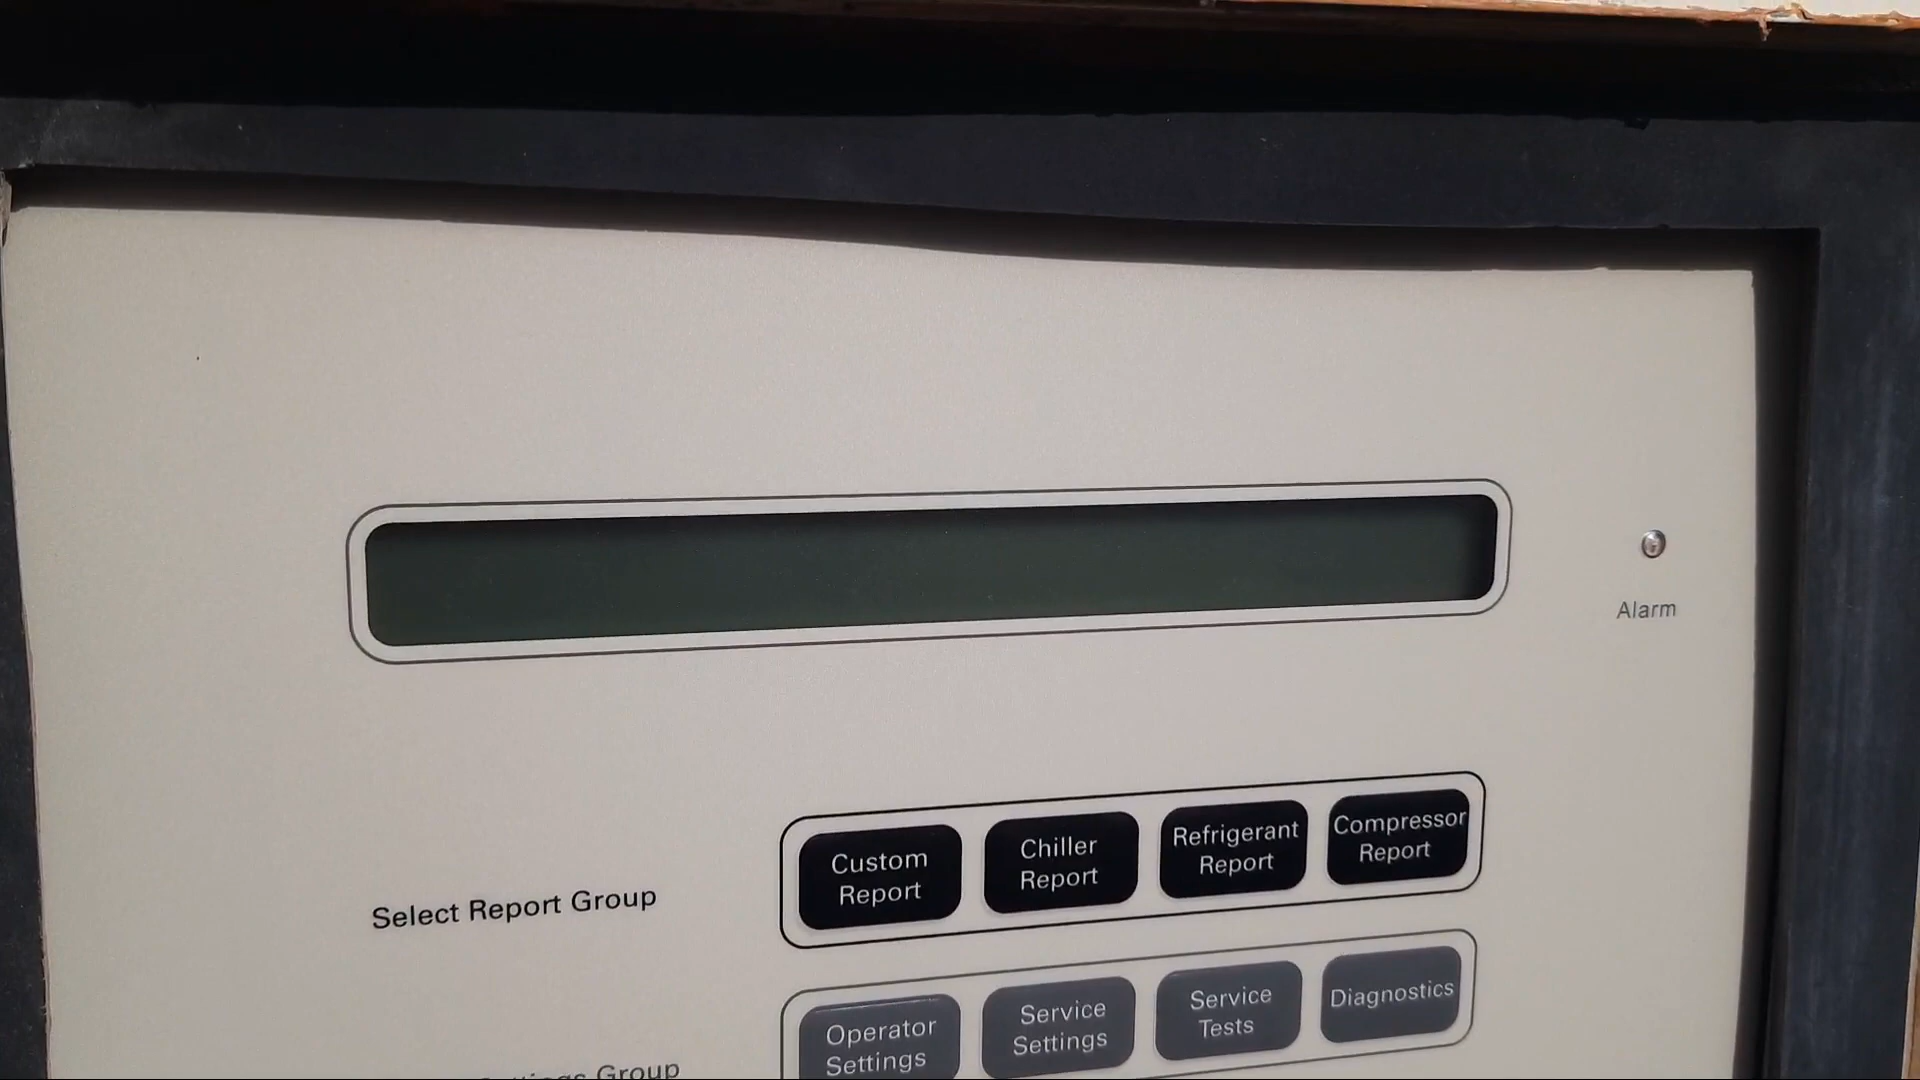 Alarm
Custom
Report
Chiller
Report
Refrigerant
Report
Compressor
Report
Select Report Group
Operator
Settings
Service
Settings
Service
Tests
Diagnostics
Group